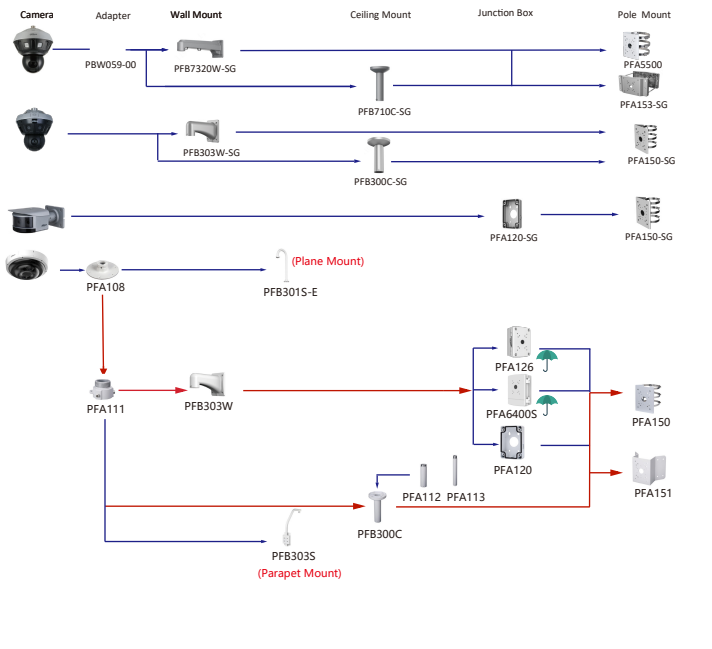 Camera
Adapter
Wall Mount
Ceiling Mount
Junction Box
Pole Mount
PBW059-00
PFB7320W-SG
PFA5500
PFB710C-SG
PFA153-SG
PFB303W-SG
PFB300C-SG
PFA150-SG
PFA120-SG
PFA150-SG
(Plane Mount)
PFA108
PFB301S-E
PFA126
PFA111
PFB303W
PFA6400S
PFA150
PFA120
PFA112
PFA113
PFA151
PFB300C
PFB303S
(Parapet Mount)